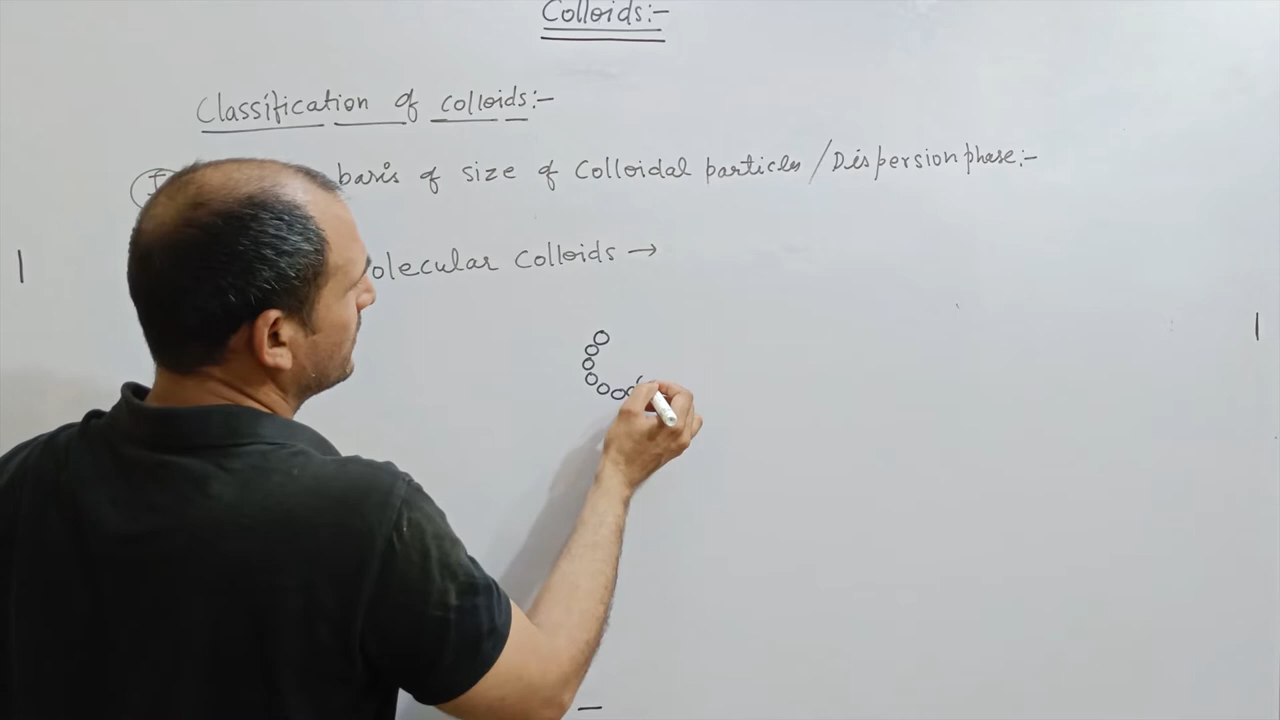 Colloids:-
Classification of colloids:-
basis of size of Colloidal particles / Dispersion phase:-
olecular Colloids →